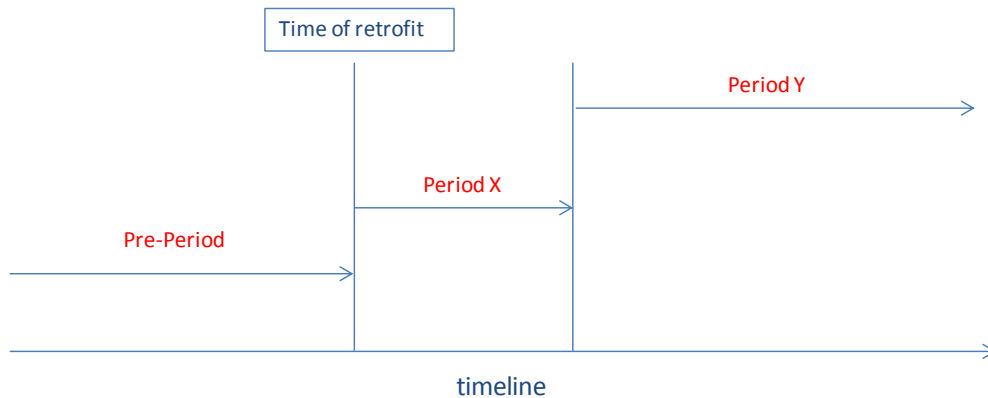 Time of retrofit
Period Y
Period X
Pre-Period
timeline